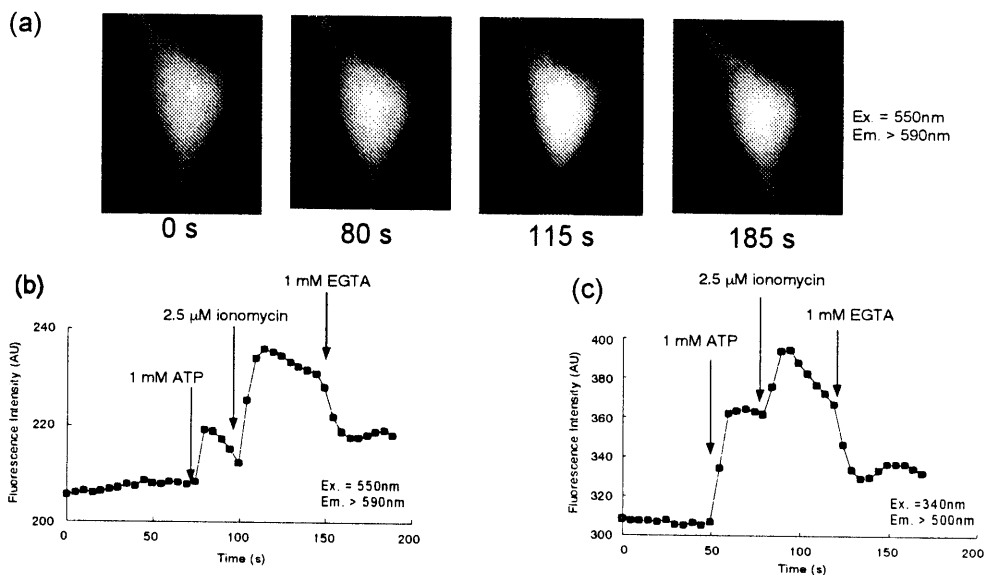 (a)
Ex. = 550nm
Em. > 590nm
0 s
80 s
115 s
185 s
(b)
1 mM EGTA
2.5 μM ionomycin
1 mM ATP
240
220
200
Fluorescence Intensity (AU)
Ex. = 550nm
Em. > 590nm
0
50
100
150
200
Time (s)
(c)
2.5 μM ionomycin
1 mM EGTA
1 mM ATP
400
380
360
340
320
300
Fluorescence Intensity (AU)
Ex. =340nm
Em. > 500nm
0
50
100
150
200
Time (s)